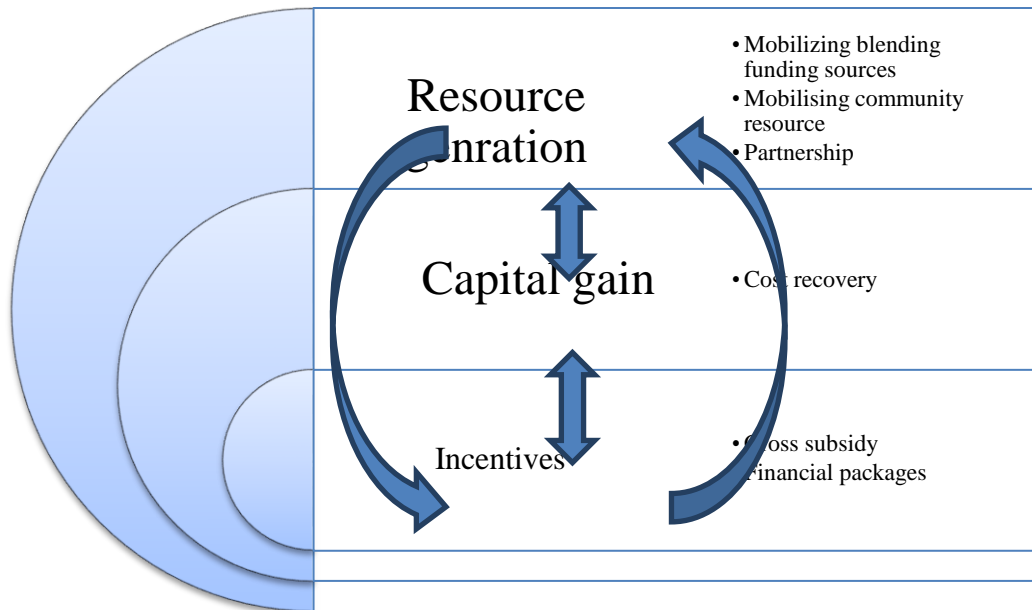 Resource
genration
• Mobilizing blending
funding sources
• Mobilising community
resource
• Partnership
Capital gain
• Cost recovery
Incentives
• Cross subsidy
• Financial packages